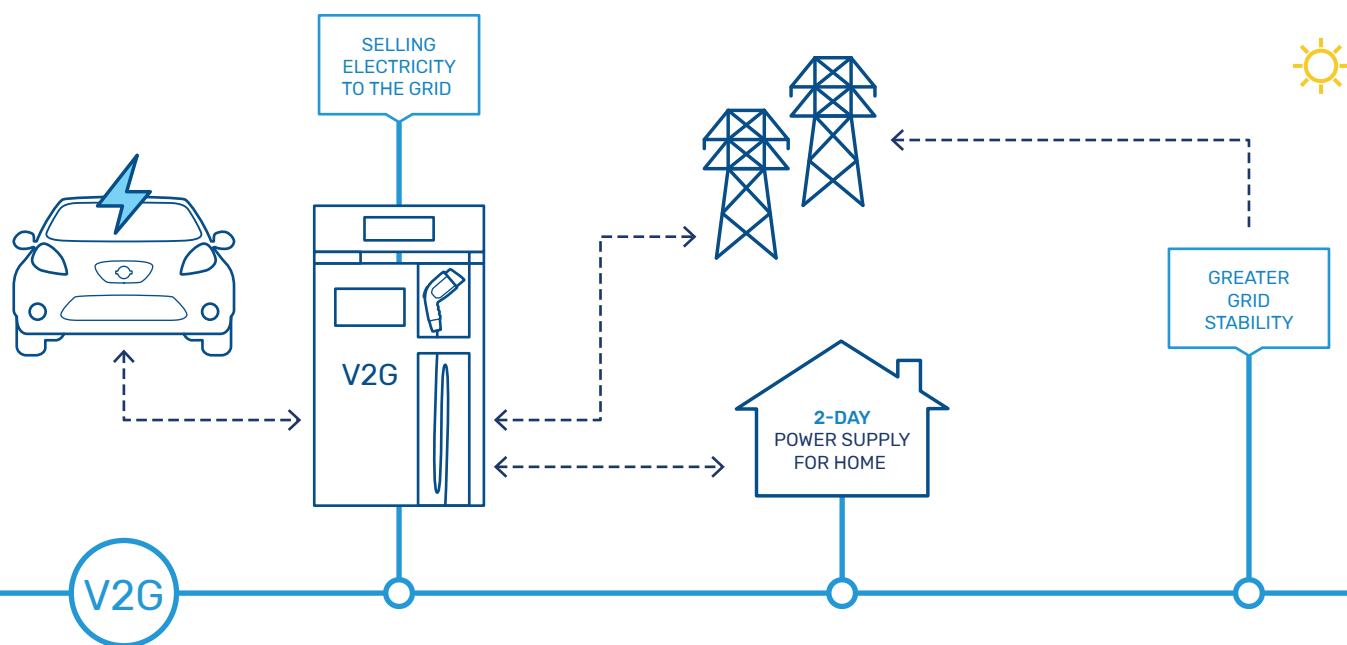 SELLING
ELECTRICITY
TO THE GRID
V2G
2-DAY
POWER SUPPLY
FOR HOME
GREATER
GRID
STABILITY
V2G